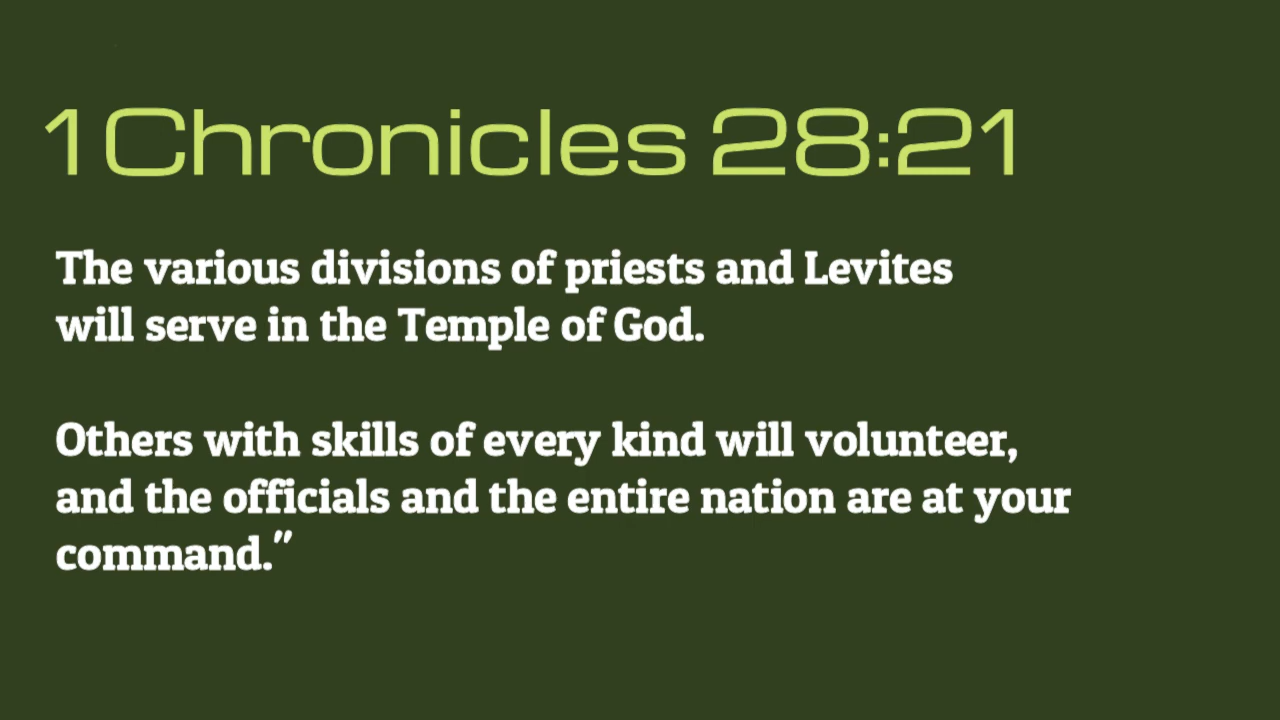 1 Chronicles 28:21
The various divisions of priests and Levites
will serve in the Temple of God.
Others with skills of every kind will volunteer,
and the officials and the entire nation are at your
command."